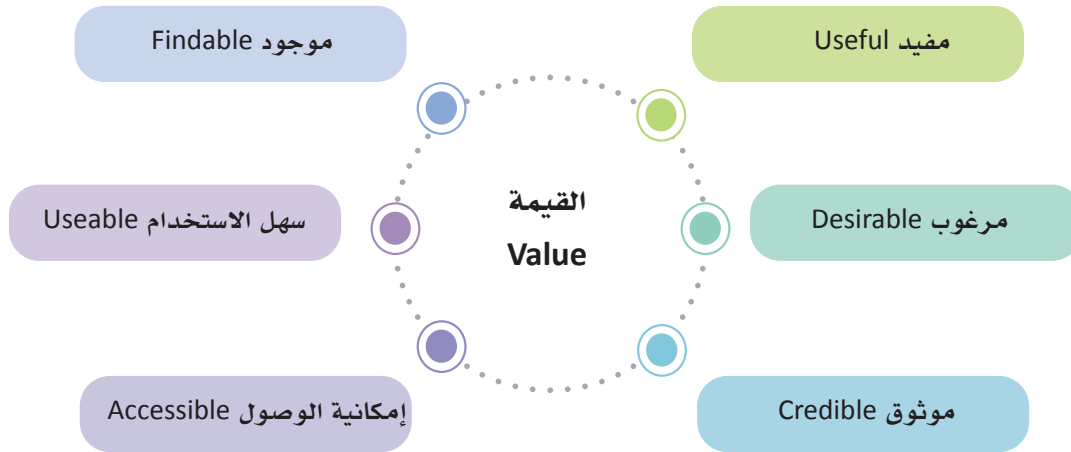 مفيد Useful
موجود Findable
القيمة
Value
مرغوب Desirable
سهل الاستخدام Useable
موثوق Credible
إمكانية الوصول Accessible